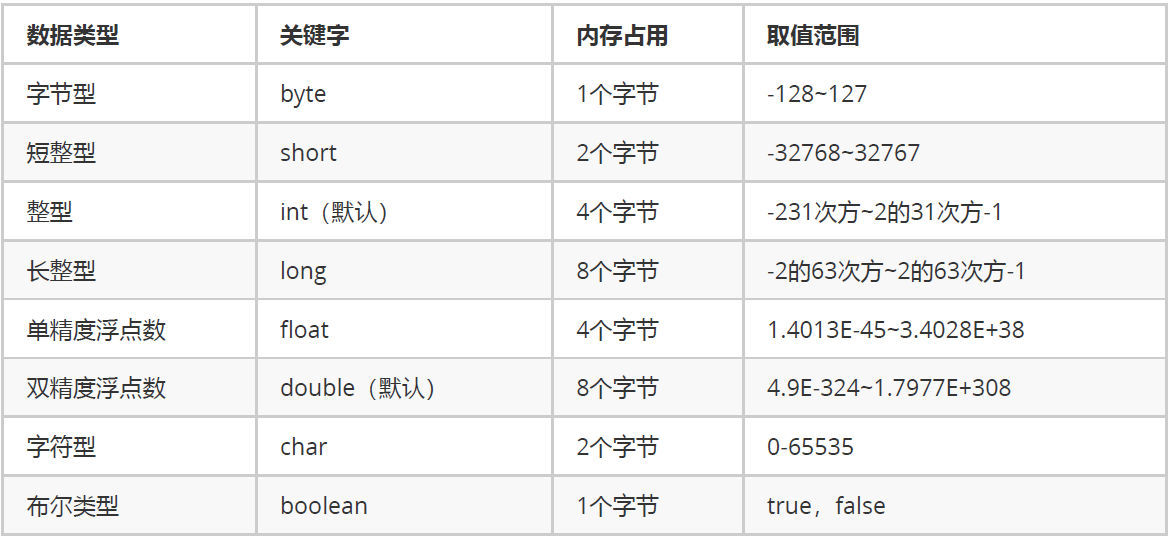 数据类型 关键字 内存占用 取值范围
字节型 byte 1个字节 -128~127
短整型 short 2个字节 -32768~32767
整型 int（默认） 4个字节 -231次方~2的31次方-1
长整型 long 8个字节 -2的63次方~2的63次方-1
单精度浮点数 float 4个字节 1.4013E-45~3.4028E+38
双精度浮点数 double（默认） 8个字节 4.9E-324~1.7977E+308
字符型 char 2个字节 0-65535
布尔类型 boolean 1个字节 true，false